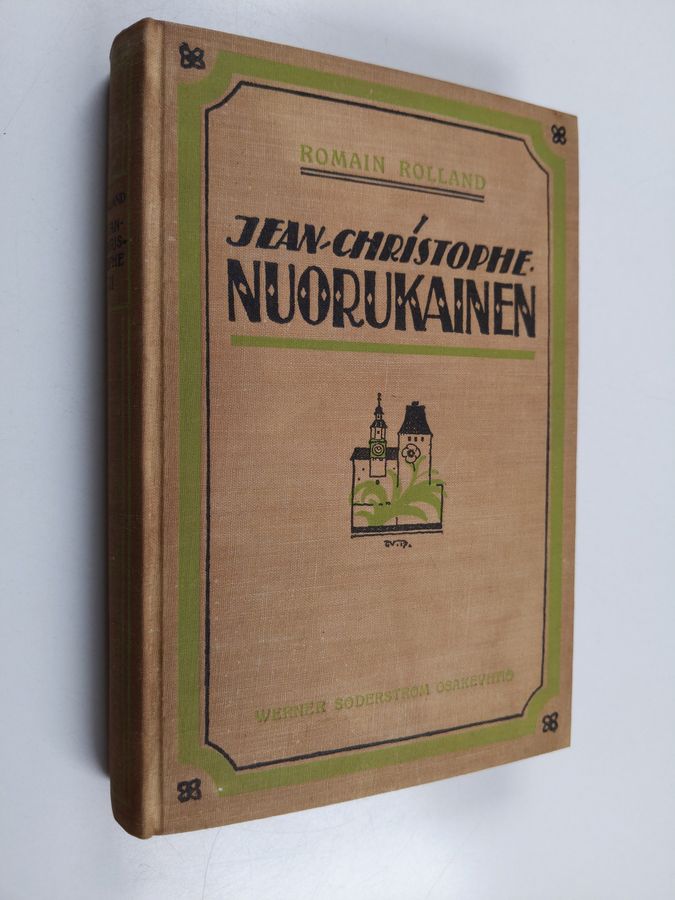 ROMAIN ROLLAND
JEAN-CHRISTOPHE.
NUORUKAINEN
WERNER SÖDERSTRÖM OSAKEYHTIÖ